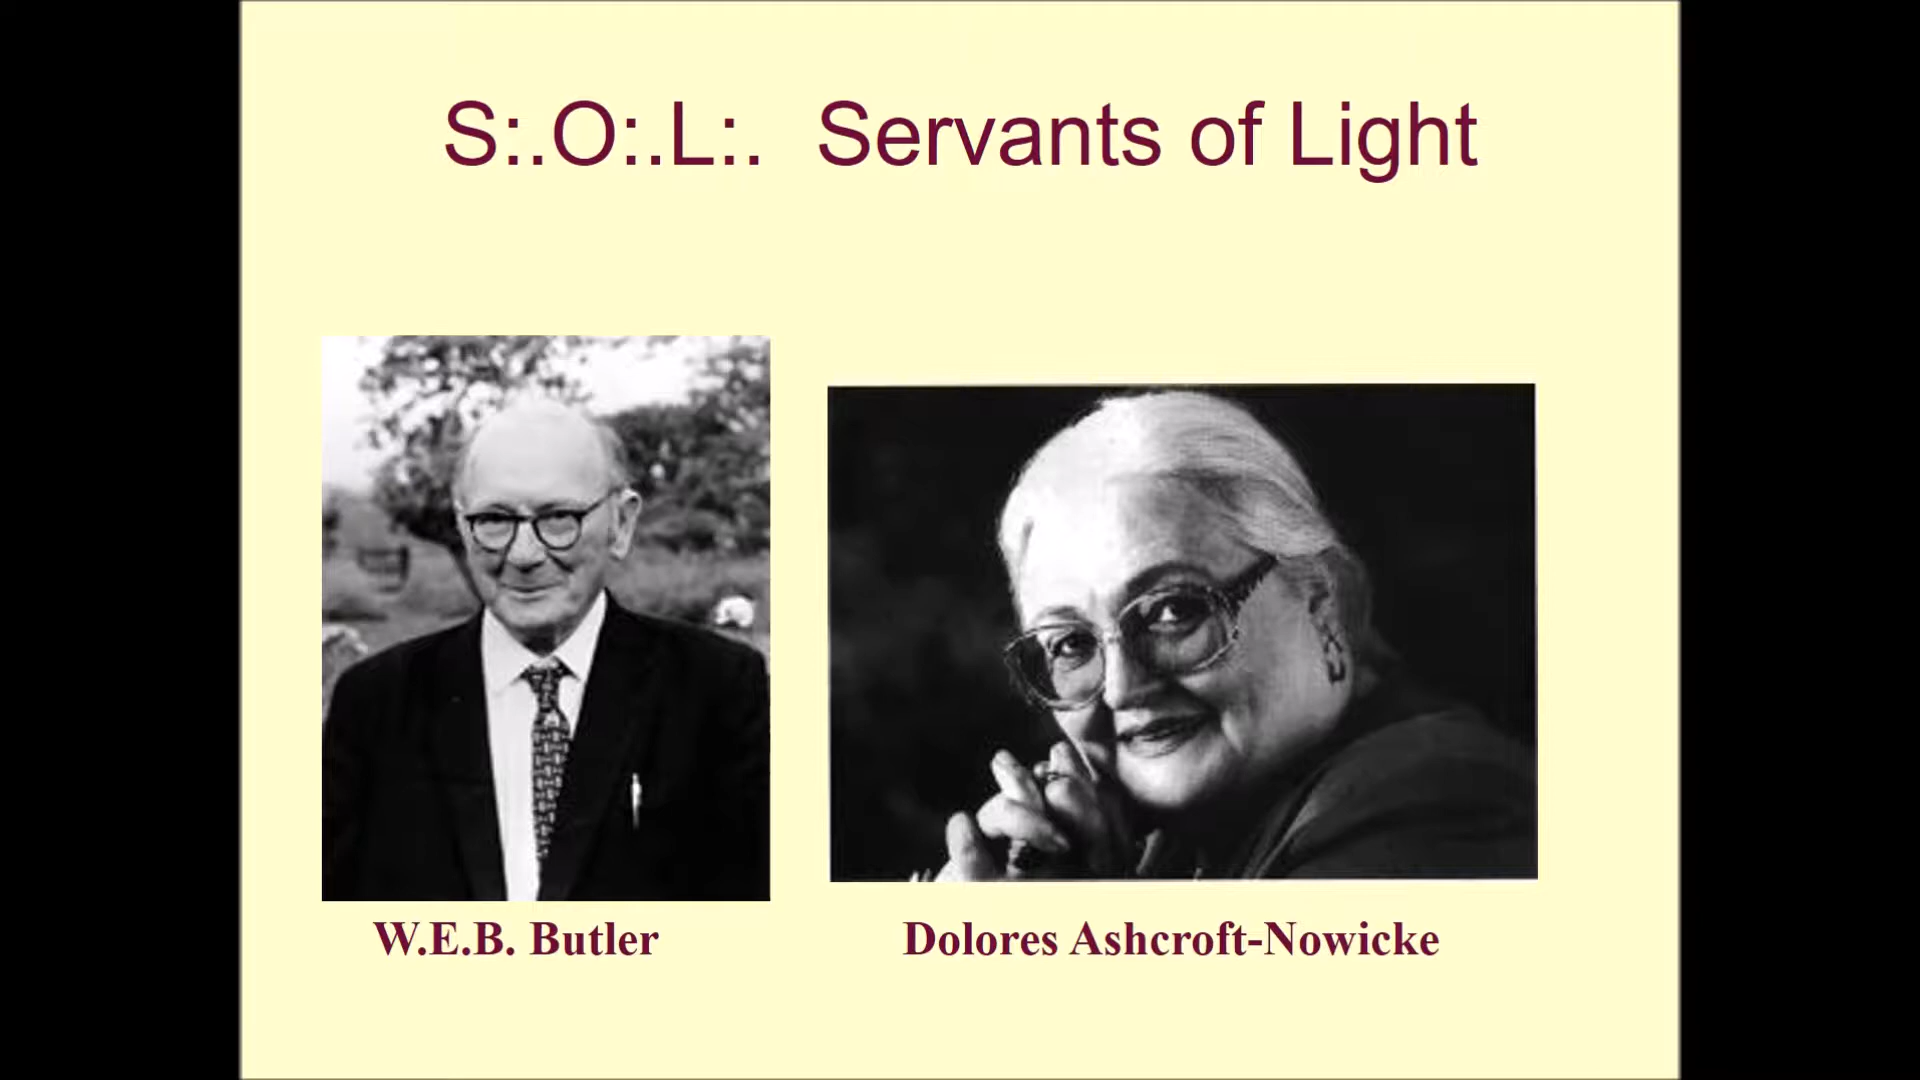 S:.O:.L:. Servants of Light
W.E.B. Butler
Dolores Ashcroft-Nowicke